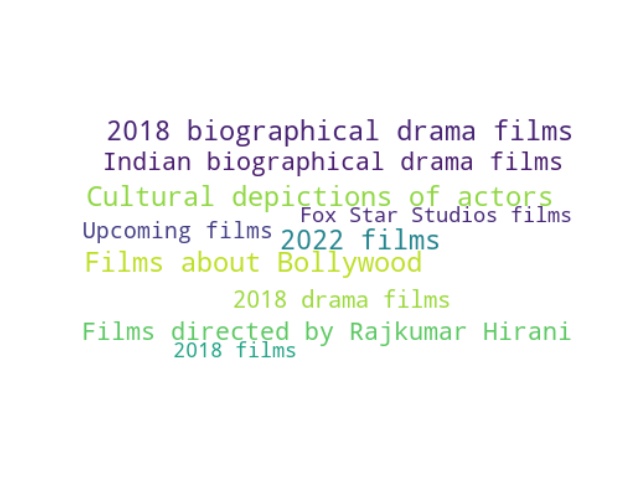 2018 biographical drama films
Indian biographical drama films
Cultural depictions of actors
Fox Star Studios films
Upcoming films
2022 films
Films about Bollywood
2018 drama films
Films directed by Rajkumar Hirani
2018 films